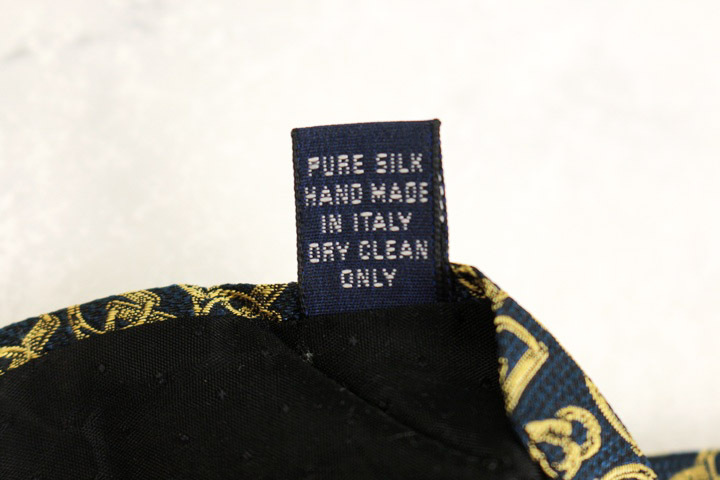 PURE SILK
HAND MADE
IN ITALY
DRY CLEAN
ONLY